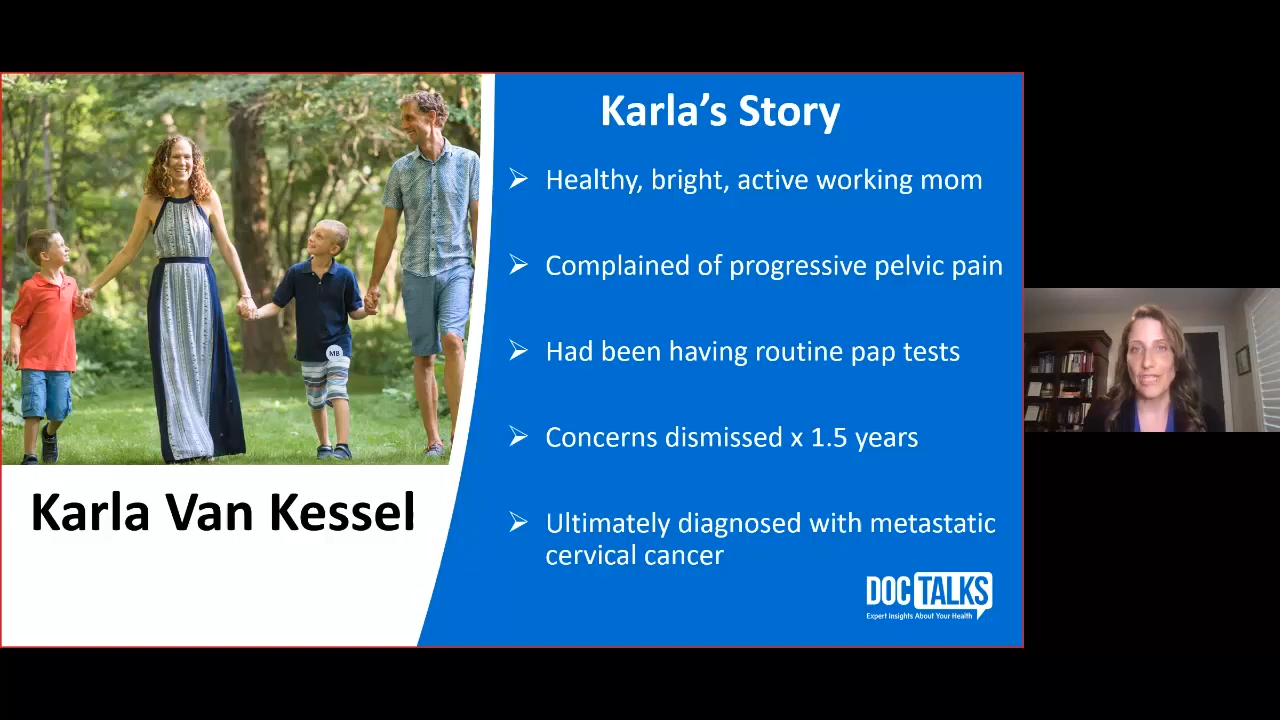 Karla's Story
➢ Healthy, bright, active working mom
➢ Complained of progressive pelvic pain
➢ Had been having routine pap tests
➢ Concerns dismissed x 1.5 years
➢ Ultimately diagnosed with metastatic
cervical cancer
MB
Karla Van Kessel
DOC TALKS
Expert Insights About Your Health